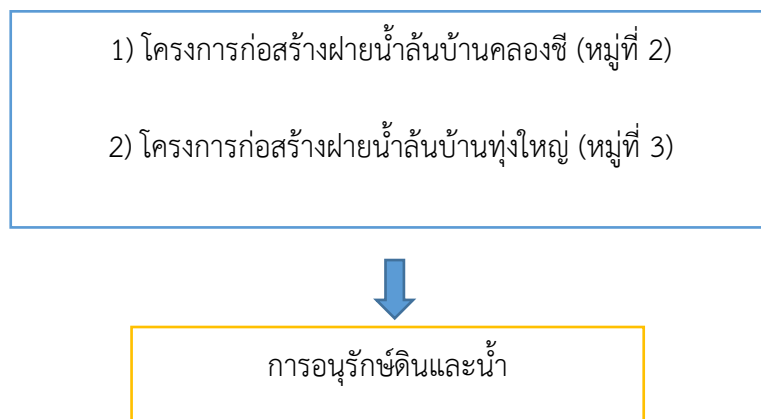 1) โครงการก่อสร้างฝายน้ำล้นบ้านคลองชี (หมู่ที่ 2)
2) โครงการก่อสร้างฝายน้ำล้นบ้านทุ่งใหญ่ (หมู่ที่ 3)
การอนุรักษ์ดินและน้ำ